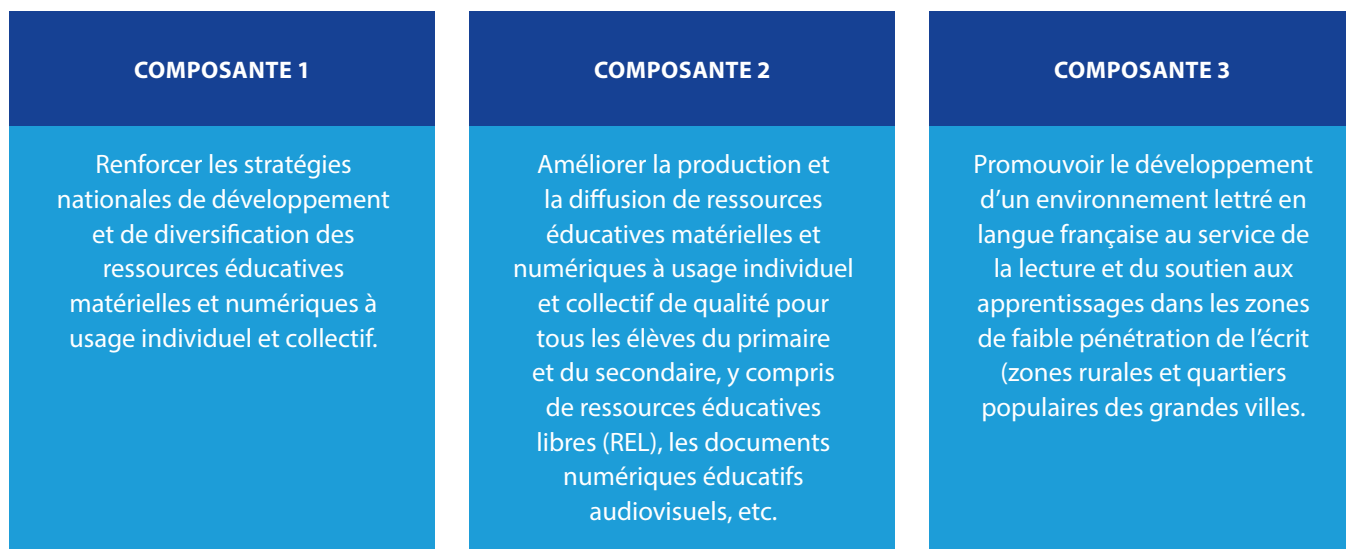 COMPOSANTE 1
Renforcer les stratégies
nationales de développement
et de diversification des
ressources éducatives
matérielles et numériques à
usage individuel et collectif.
COMPOSANTE 2
Améliorer la production et
la diffusion de ressources
éducatives matérielles et
numériques à usage individuel
et collectif de qualité pour
tous les élèves du primaire
et du secondaire, y compris
de ressources éducatives
libres (REL), les documents
numériques éducatifs
audiovisuels, etc.
COMPOSANTE 3
Promouvoir le développement
d’un environnement lettré en
langue française au service de
la lecture et du soutien aux
apprentissages dans les zones
de faible pénétration de l’écrit
(zones rurales et quartiers
populaires des grandes villes.